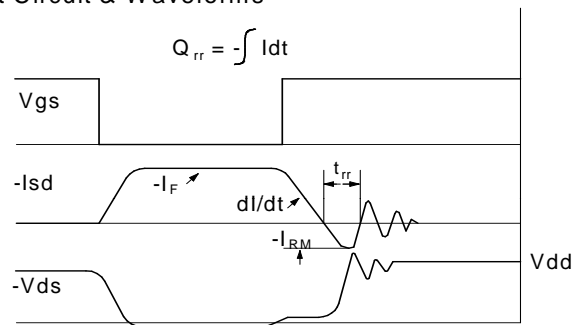 t Circuit & Waveforms
Q rr = -∫ Idt
Vgs
-Isd
-I F
dI/dt
t rr
-I RM
Vdd
-Vds